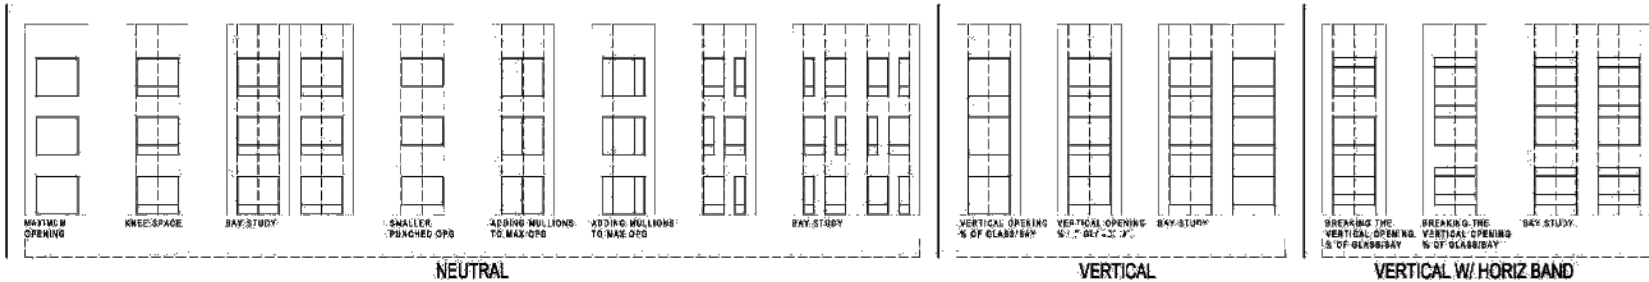 MAXIMUM
OPENING
KNEE SPACE
BAY STUDY
SMALLER
PUNCHED OPG
ADDING MULLIONS
TO MAX OPG
ADDING MULLIONS
TO MAX OPG
BAY STUDY
NEUTRAL
VERTICAL OPENING
% OF GLASS/BAY
VERTICAL OPENING
BAY STUDY
VERTICAL
BREAKING THE
VERTICAL OPENING
% OF GLASS/BAY
BREAKING THE
VERTICAL OPENING
% OF GLASS/BAY
BAY STUDY
VERTICAL W/ HORIZ BAND